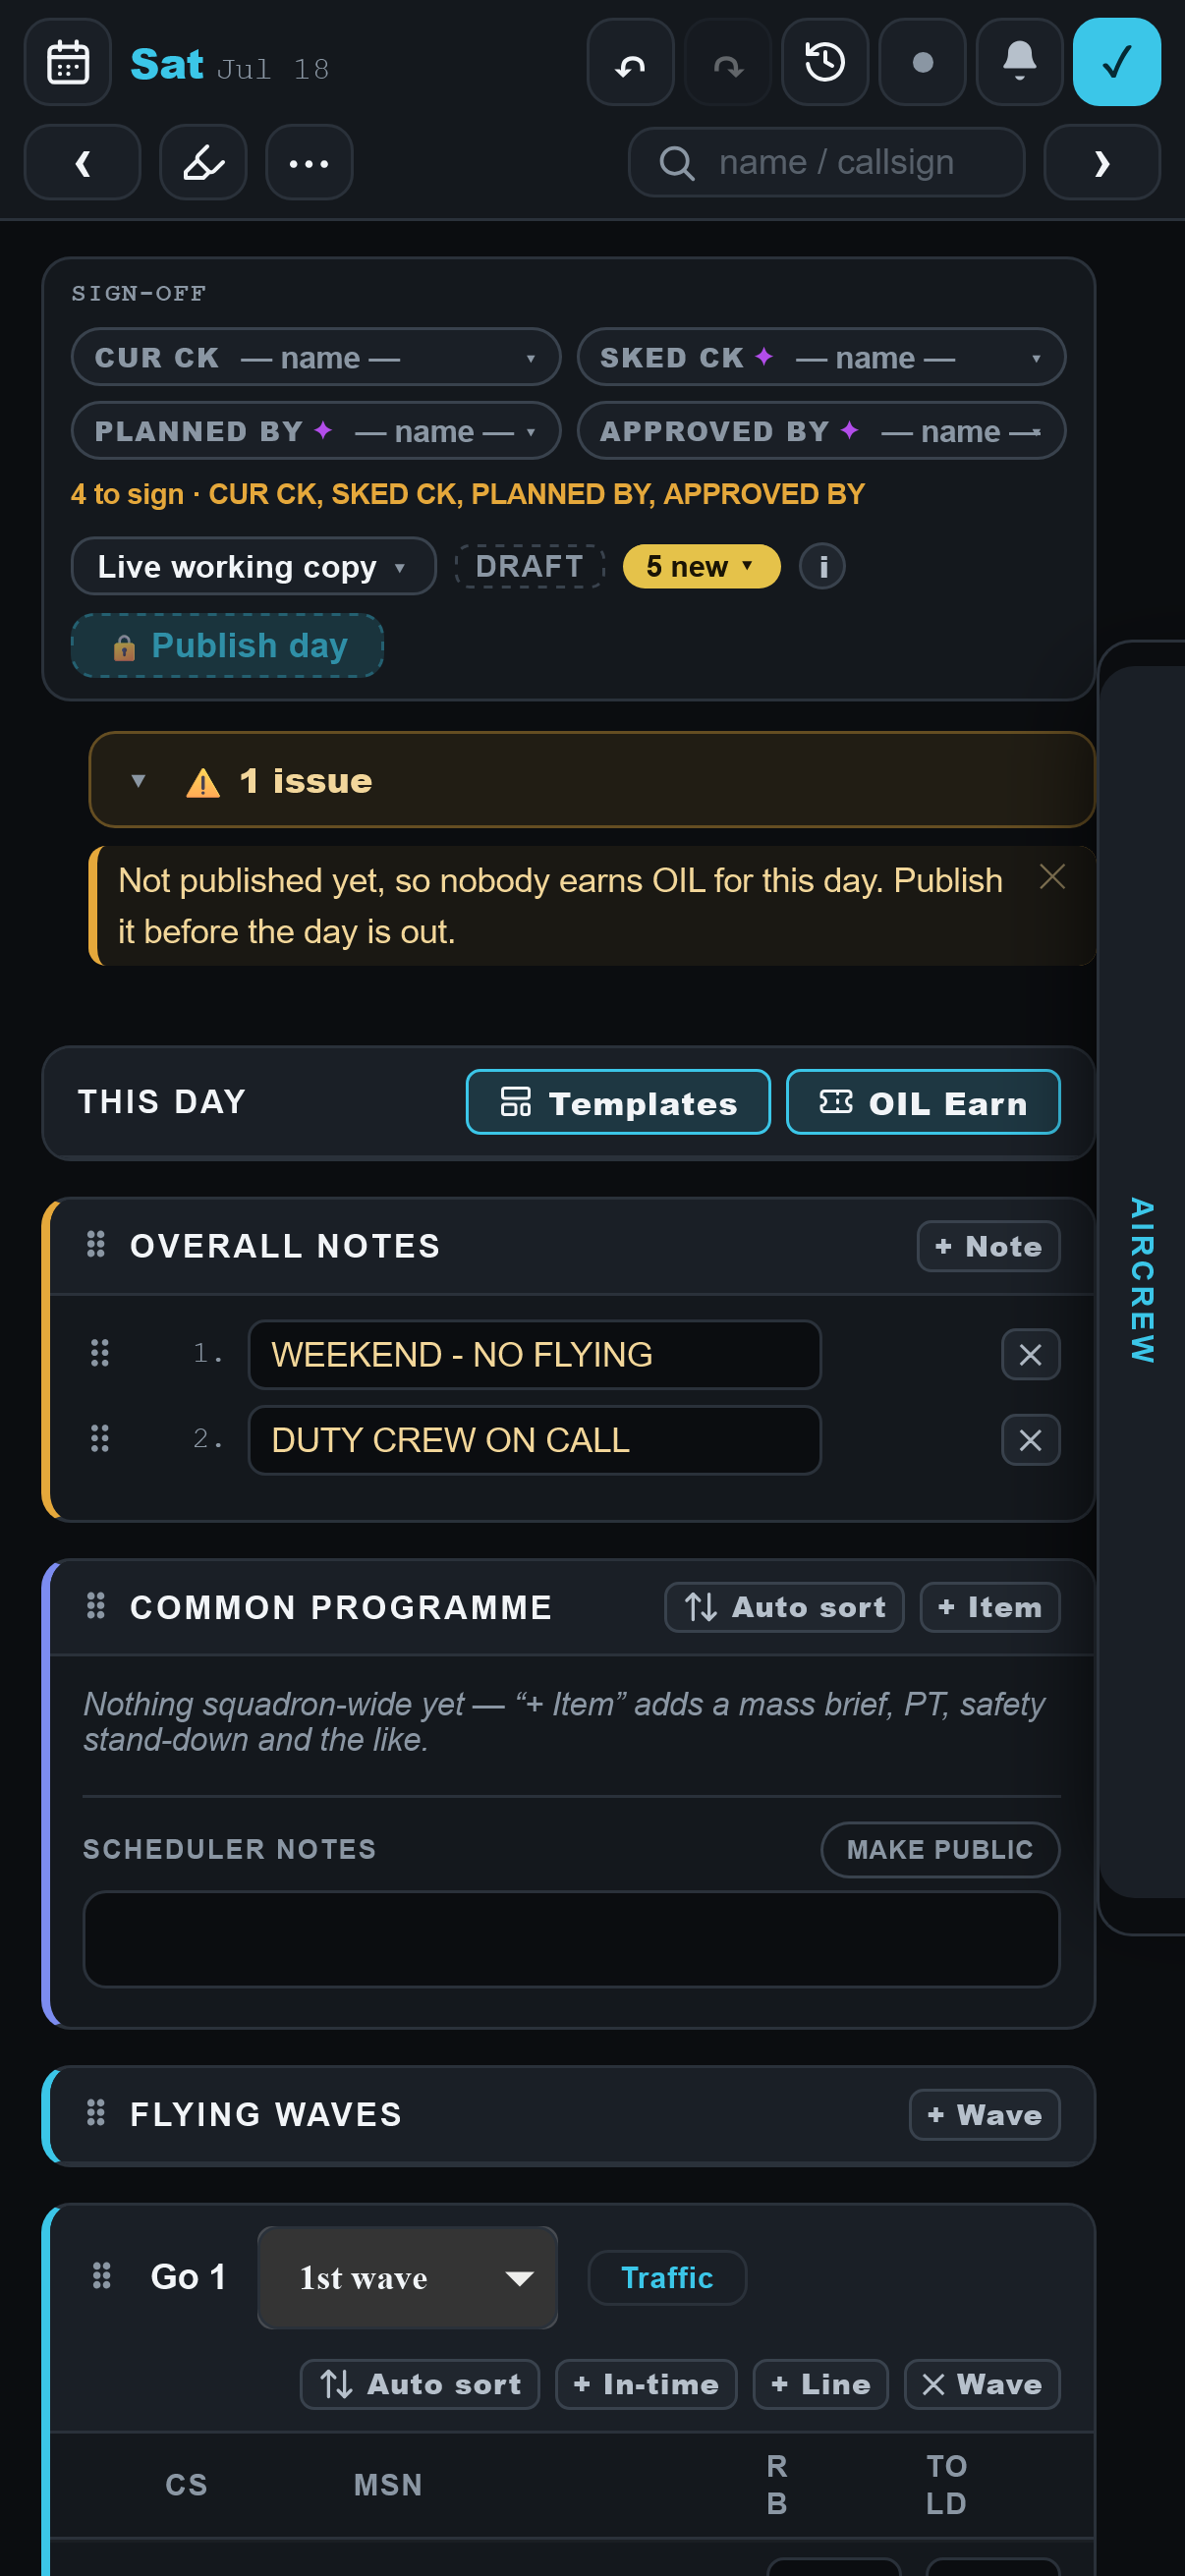 Sat Jul 18
name / callsign
SIGN-OFF
CUR CK — name —
SKED CK ✦ — name —
PLANNED BY ✦ — name —
APPROVED BY ✦ — name —
4 to sign · CUR CK, SKED CK, PLANNED BY, APPROVED BY
Live working copy
DRAFT
5 new
i
Publish day
1 issue
Not published yet, so nobody earns OIL for this day. Publish
it before the day is out.
THIS DAY
Templates
OIL Earn
AIRCREW
OVERALL NOTES
+ Note
1. WEEKEND - NO FLYING
2. DUTY CREW ON CALL
COMMON PROGRAMME
Auto sort
+ Item
Nothing squadron-wide yet — “+ Item” adds a mass brief, PT, safety
stand-down and the like.
SCHEDULER NOTES
MAKE PUBLIC
FLYING WAVES
+ Wave
Go 1
1st wave
Traffic
Auto sort
+ In-time
+ Line
× Wave
CS MSN R TO
B LD